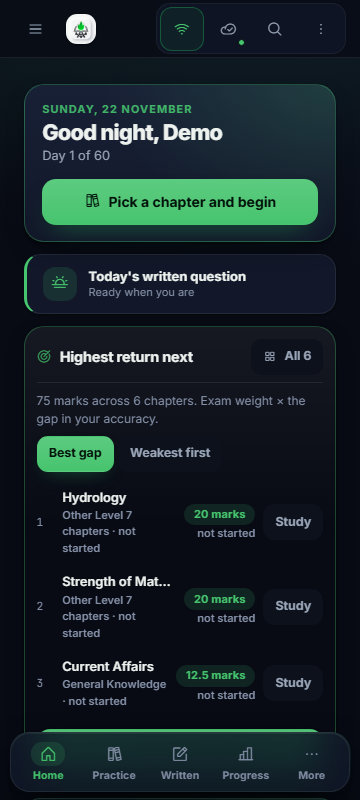 SUNDAY, 22 NOVEMBER
Good night, Demo
Day 1 of 60
Pick a chapter and begin
Today's written question
Ready when you are
Highest return next
All 6
75 marks across 6 chapters. Exam weight × the
gap in your accuracy.
Best gap
Weakest first
1
Hydrology
Other Level 7
chapters · not
started
20 marks
not started
Study
2
Strength of Mat...
Other Level 7
chapters · not
started
20 marks
not started
Study
3
Current Affairs
General Knowledge
· not started
12.5 marks
not started
Study
Home
Practice
Written
Progress
More